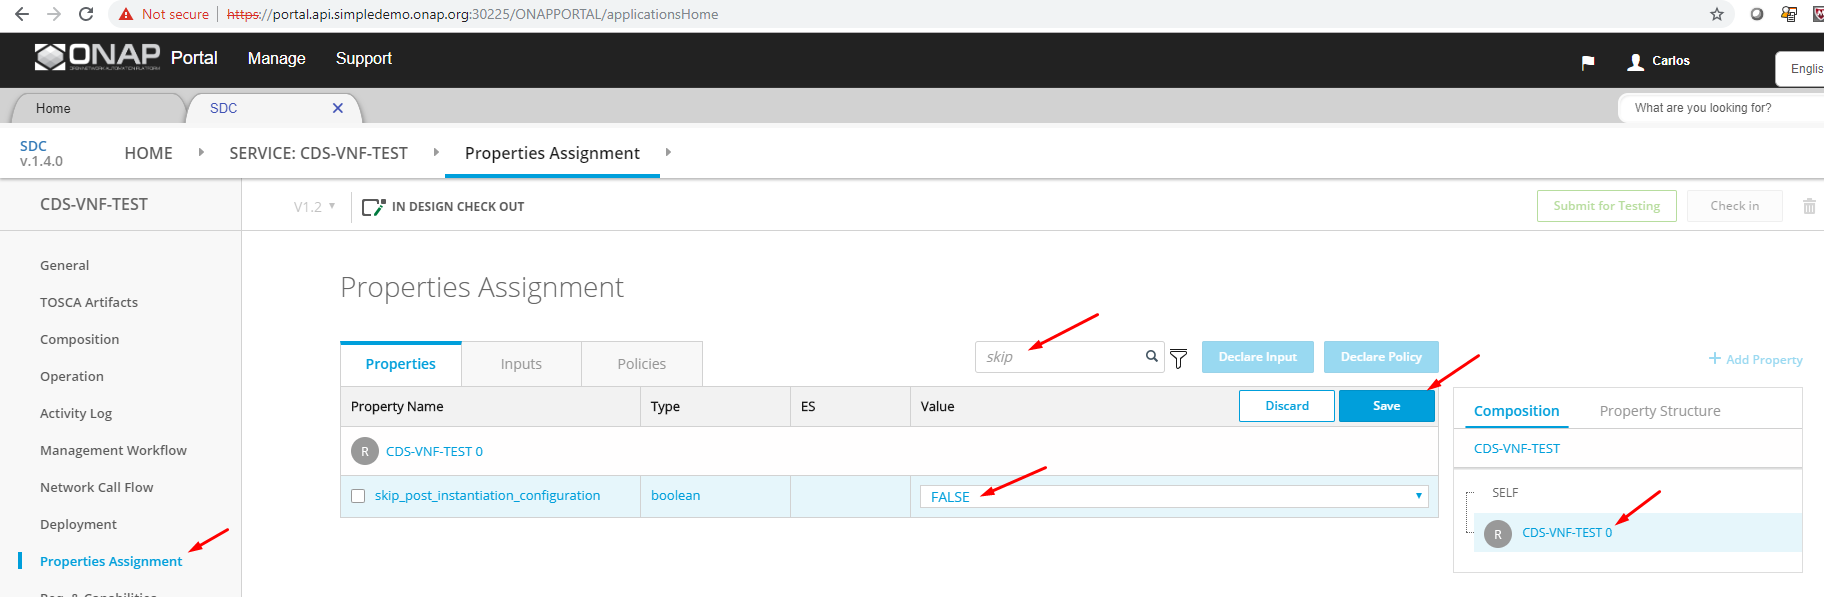 Not secure | https://portal.api.simpledemo.onap.org:30225/ONAPPORTAL/applicationsHome
ONAP Portal Manage Support Carlos Englis
Home SDC ✕ What are you looking for?
SDC
v.1.4.0
HOME SERVICE: CDS-VNF-TEST Properties Assignment
CDS-VNF-TEST
V1.2 IN DESIGN CHECK OUT Submit for Testing Check in
General
TOSCA Artifacts
Composition
Operation
Activity Log
Management Workflow
Network Call Flow
Deployment
Properties Assignment
Properties Assignment
skip Declare Input Declare Policy + Add Property
Properties Inputs Policies
Property Name Type ES Value Discard Save
R CDS-VNF-TEST 0
skip_post_instantiation_configuration boolean FALSE
Composition Property Structure
CDS-VNF-TEST
SELF
R CDS-VNF-TEST 0